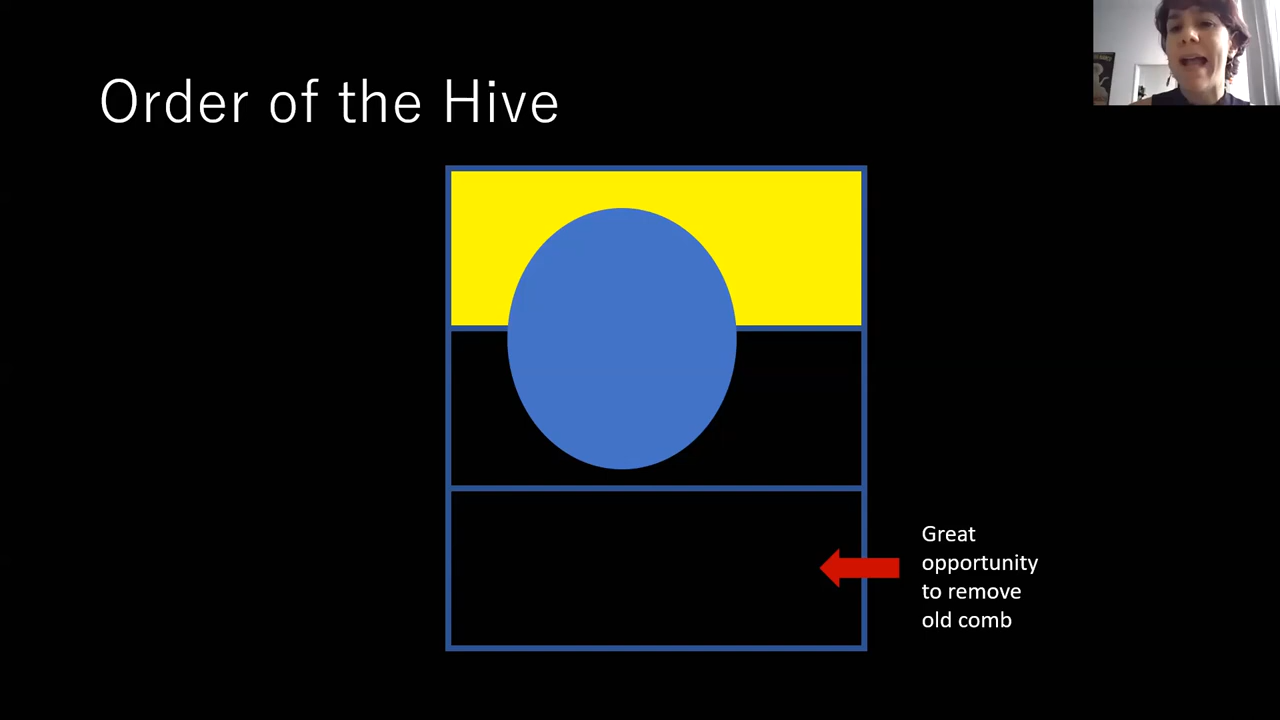 Order of the Hive
Great
opportunity
to remove
old comb